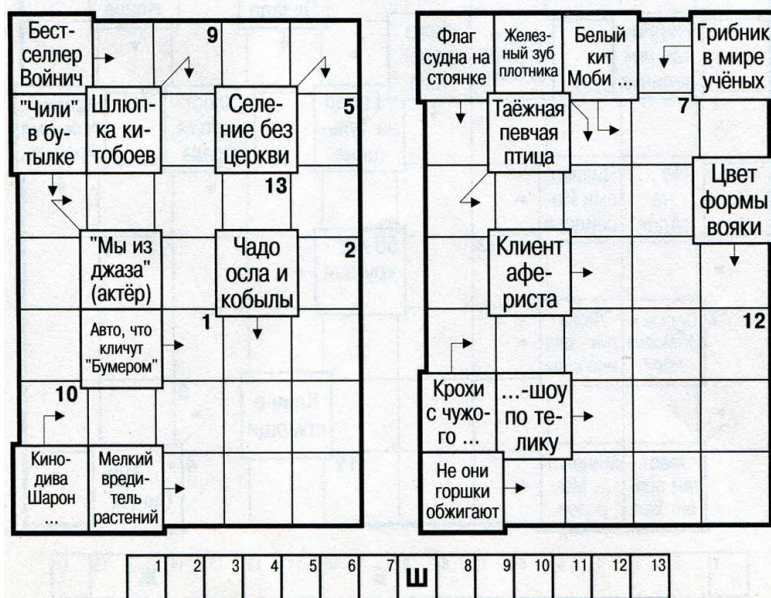 Бест-
селлер
Войнич
9
Флаг
судна на
стоянке
Желез-
ный зуб
плотника
Белый
кит
Моби ...
Грибник
в мире
учёных
"Чили"
в бу-
тылке
Шлюп-
ка ки-
тобоев
Селе-
ние без
церкви
5
Таёжная
певчая
птица
7
13
Цвет
формы
вояки
"Мы из
джаза"
(актёр)
Чадо
осла и
кобылы
2
Клиент
афе-
риста
Авто, что
кличут
"Бумером"
1
12
10
Крохи
с чужо-
го ...
...-шоу
по те-
лику
Кино-
дива
Шарон
...
Мелкий
вреди-
тель
растений
Не они
горшки
обжигают
1 2 3 4 5 6 7 Ш 8 9 10 11 12 13